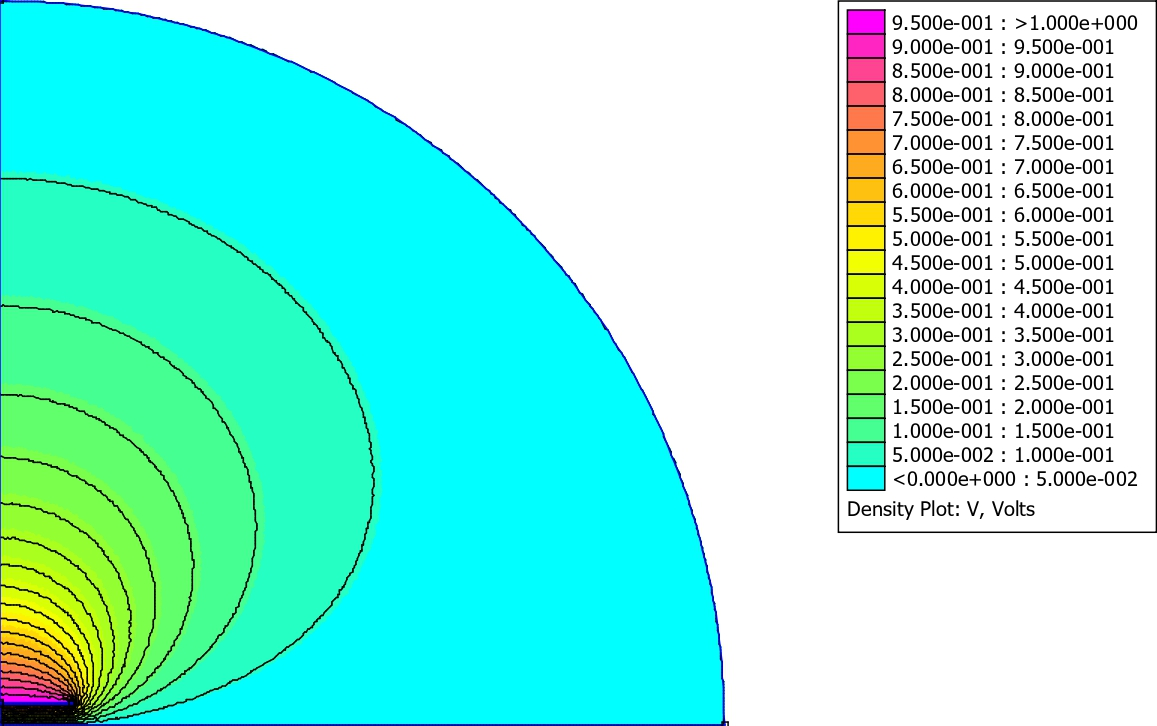 9.500e-001 : >1.000e+000
9.000e-001 : 9.500e-001
8.500e-001 : 9.000e-001
8.000e-001 : 8.500e-001
7.500e-001 : 8.000e-001
7.000e-001 : 7.500e-001
6.500e-001 : 7.000e-001
6.000e-001 : 6.500e-001
5.500e-001 : 6.000e-001
5.000e-001 : 5.500e-001
4.500e-001 : 5.000e-001
4.000e-001 : 4.500e-001
3.500e-001 : 4.000e-001
3.000e-001 : 3.500e-001
2.500e-001 : 3.000e-001
2.000e-001 : 2.500e-001
1.500e-001 : 2.000e-001
1.000e-001 : 1.500e-001
5.000e-002 : 1.000e-001
<0.000e+000 : 5.000e-002
Density Plot: V, Volts